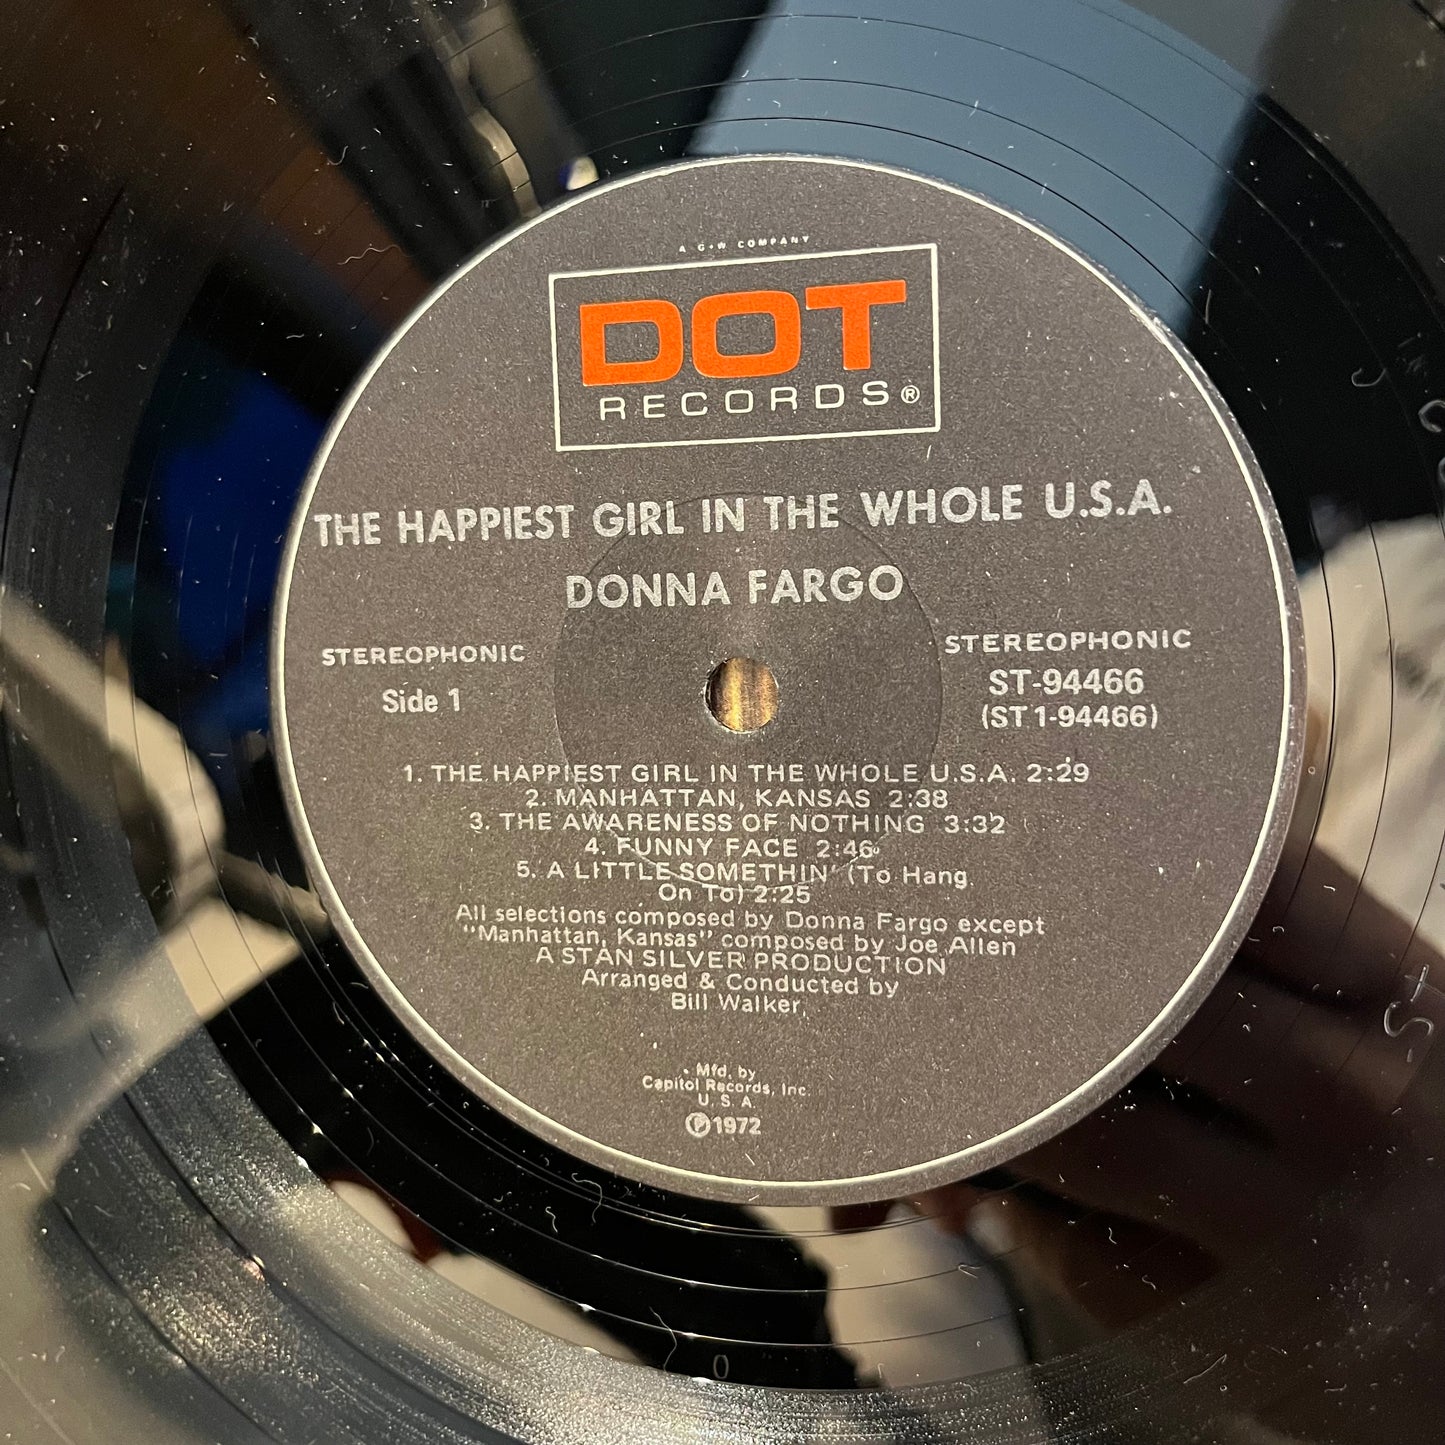 A G+W COMPANY
DOT
RECORDS®
THE HAPPIEST GIRL IN THE WHOLE U.S.A.
DONNA FARGO
STEREOPHONIC
Side 1
STEREOPHONIC
ST-94466
(ST1-94466)
1. THE HAPPIEST GIRL IN THE WHOLE U.S.A. 2:29
2. MANHATTAN, KANSAS 2:38
3. THE AWARENESS OF NOTHING 3:32
4. FUNNY FACE 2:46
5. A LITTLE SOMETHIN' (To Hang
On To) 2:25
All selections composed by Donna Fargo except
"Manhattan, Kansas" composed by Joe Allen
A STAN SILVER PRODUCTION
Arranged & Conducted by
Bill Walker,
Mfd. by
Capitol Records, Inc.
U. S. A.
℗1972